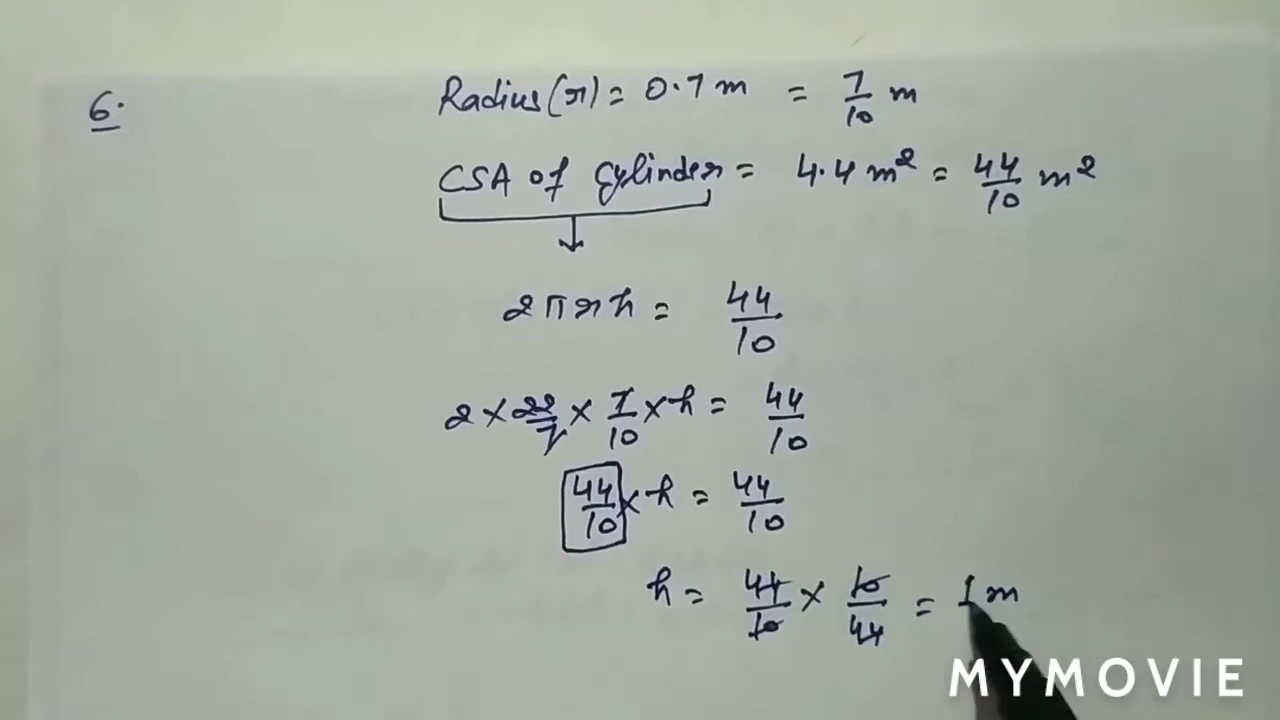 6.
Radius (r) = 0.7 m = 7/10 m
CSA of cylinder = 4.4 m² = 44/10 m²
2πrh = 44/10
2 × 22/7 × 7/10 × h = 44/10
44/10 × h = 44/10
h = 44/10 × 10/44 = 1 m
MYMOVIE